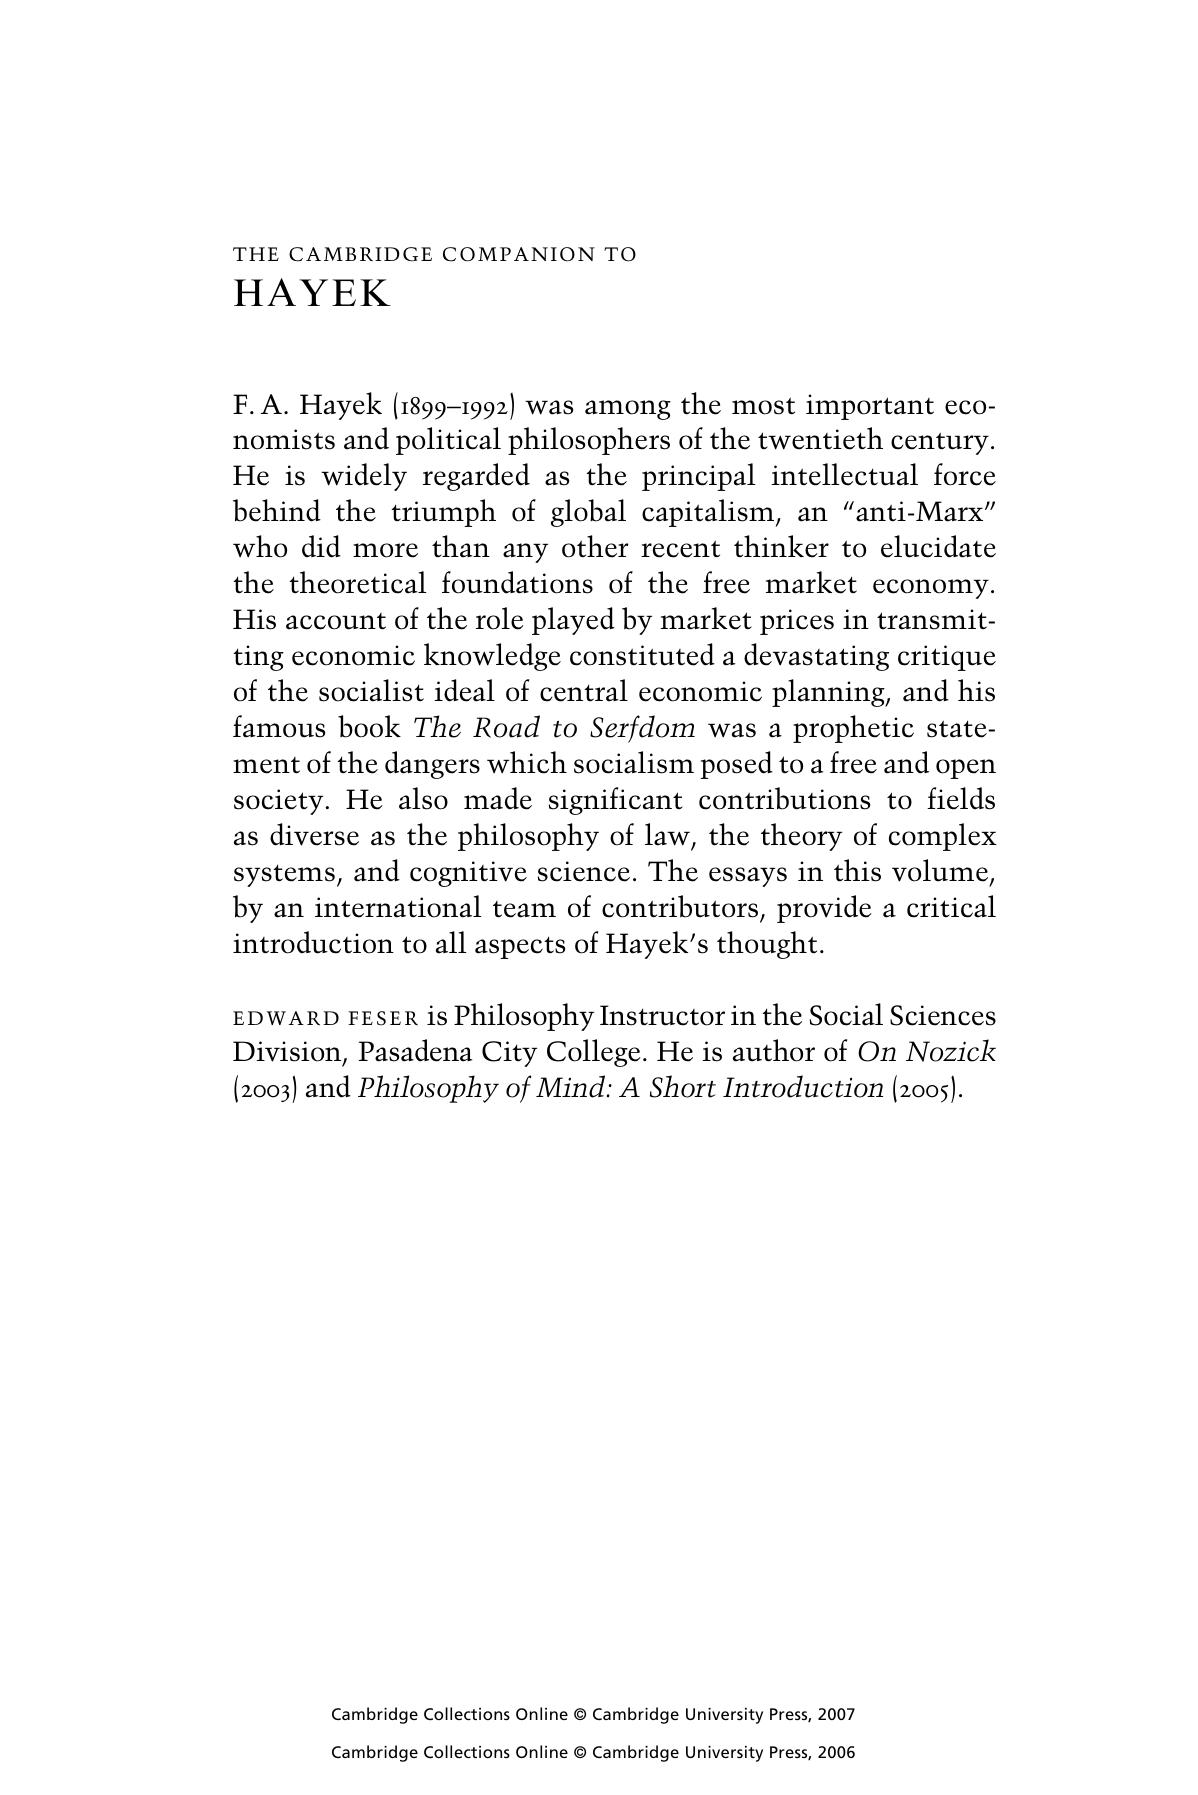 THE CAMBRIDGE COMPANION TO
HAYEK
F. A. Hayek (1899–1992) was among the most important eco-
nomists and political philosophers of the twentieth century.
He is widely regarded as the principal intellectual force
behind the triumph of global capitalism, an “anti-Marx”
who did more than any other recent thinker to elucidate
the theoretical foundations of the free market economy.
His account of the role played by market prices in transmit-
ting economic knowledge constituted a devastating critique
of the socialist ideal of central economic planning, and his
famous book The Road to Serfdom was a prophetic state-
ment of the dangers which socialism posed to a free and open
society. He also made significant contributions to fields
as diverse as the philosophy of law, the theory of complex
systems, and cognitive science. The essays in this volume,
by an international team of contributors, provide a critical
introduction to all aspects of Hayek’s thought.
EDWARD FESER is Philosophy Instructor in the Social Sciences
Division, Pasadena City College. He is author of On Nozick
(2003) and Philosophy of Mind: A Short Introduction (2005).
Cambridge Collections Online © Cambridge University Press, 2007
Cambridge Collections Online © Cambridge University Press, 2006